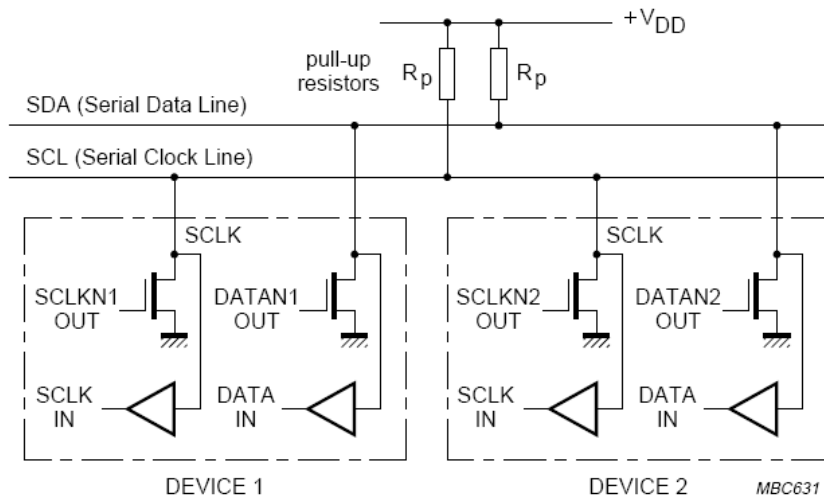 +VDD
pull-up
resistors
Rp
Rp
SDA (Serial Data Line)
SCL (Serial Clock Line)
SCLK
SCLK
SCLKN1
OUT
DATAN1
OUT
SCLKN2
OUT
DATAN2
OUT
SCLK
IN
DATA
IN
SCLK
IN
DATA
IN
DEVICE 1
DEVICE 2
MBC631